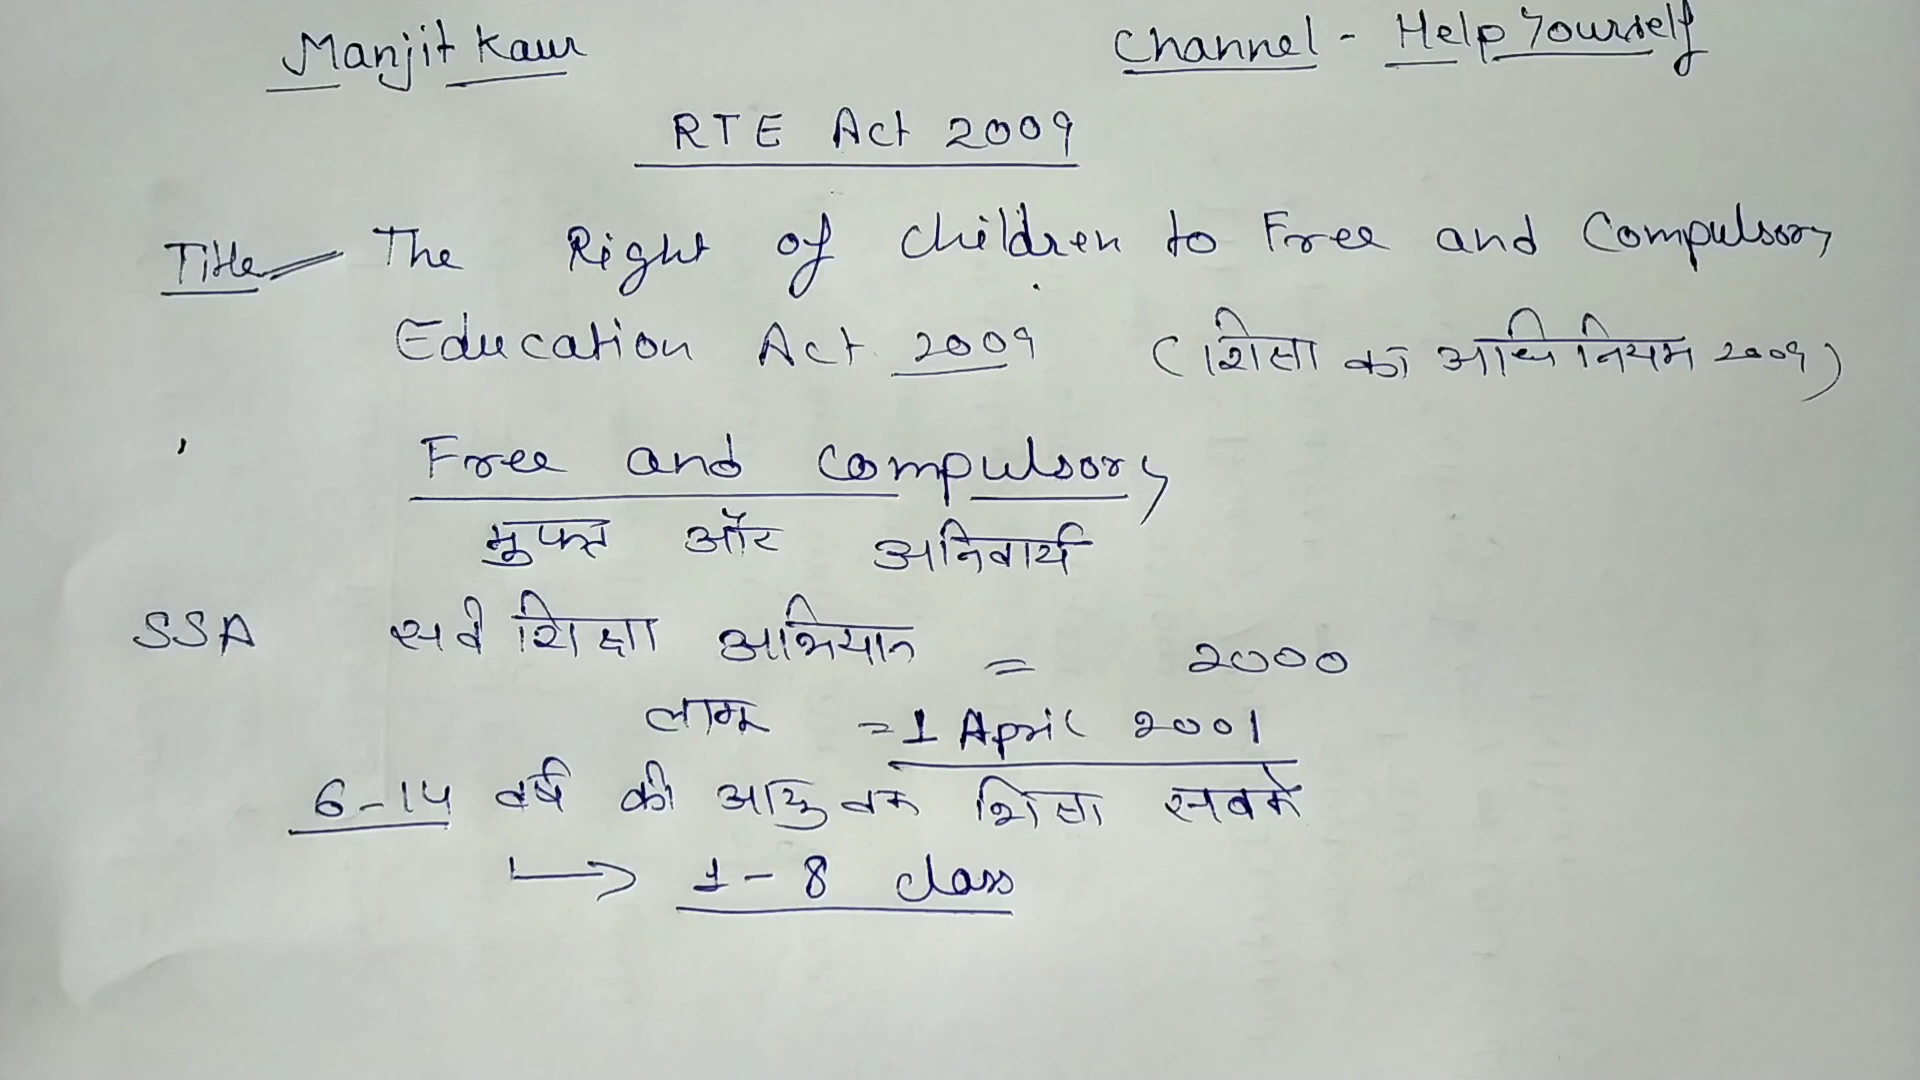 Manjit Kaur Channel - Help Yourself
RTE Act 2009
Title - The Right of children to Free and Compulsory
Education Act 2009 (शिक्षा का अधिनियम 2009)
Free and compulsory
मुफ्त और अनिवार्य
SSA सर्व शिक्षा अभियान = 2000
लागू = 1 April 2001
6-14 वर्ष की आयु तक शिक्षा सबको
→ 1-8 class